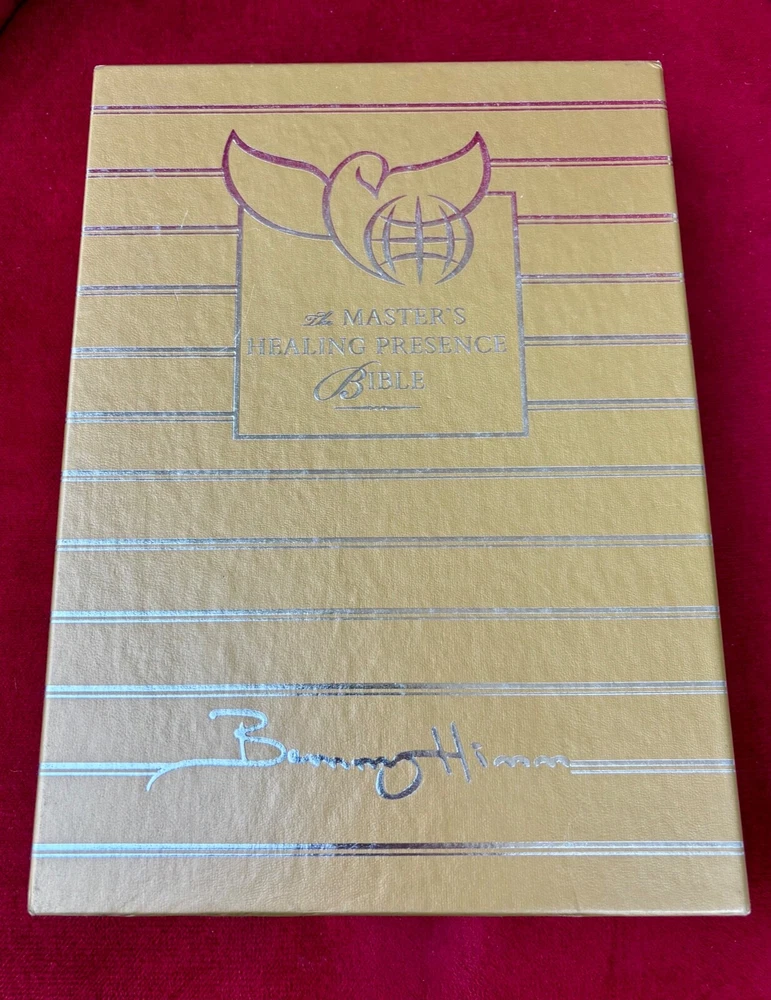 The MASTER'S
HEALING PRESENCE
BIBLE
Benny Hinn